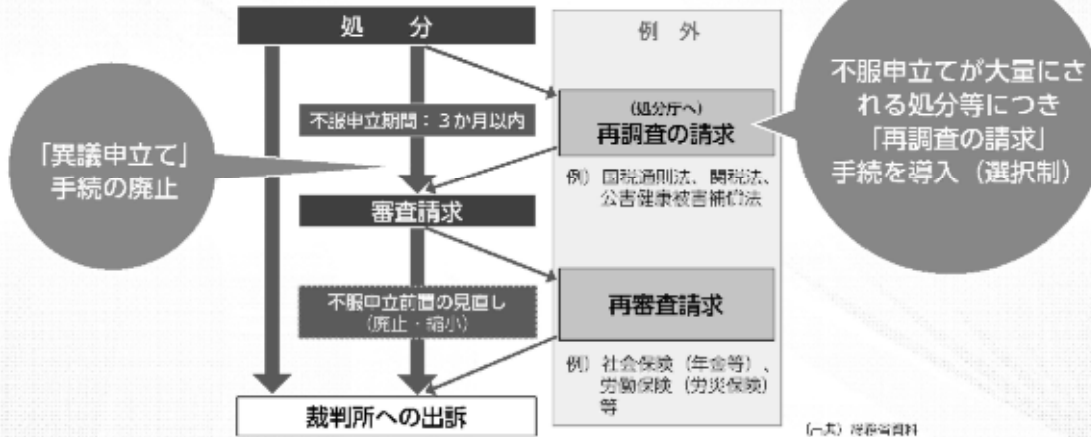 処 分
例 外
不服申立てが大量にさ
れる処分等につき
「再調査の請求」
手続を導入（選択制）
「異議申立て」
手続の廃止
不服申立期間：３か月以内
（処分庁へ）
再調査の請求
例）国税通則法、関税法、
公害健康被害補償法
審査請求
不服申立前置の見直し
（廃止・縮小）
再審査請求
例）社会保険（年金等）、
労働保険（労災保険）
等
裁判所への出訴
総務省資料